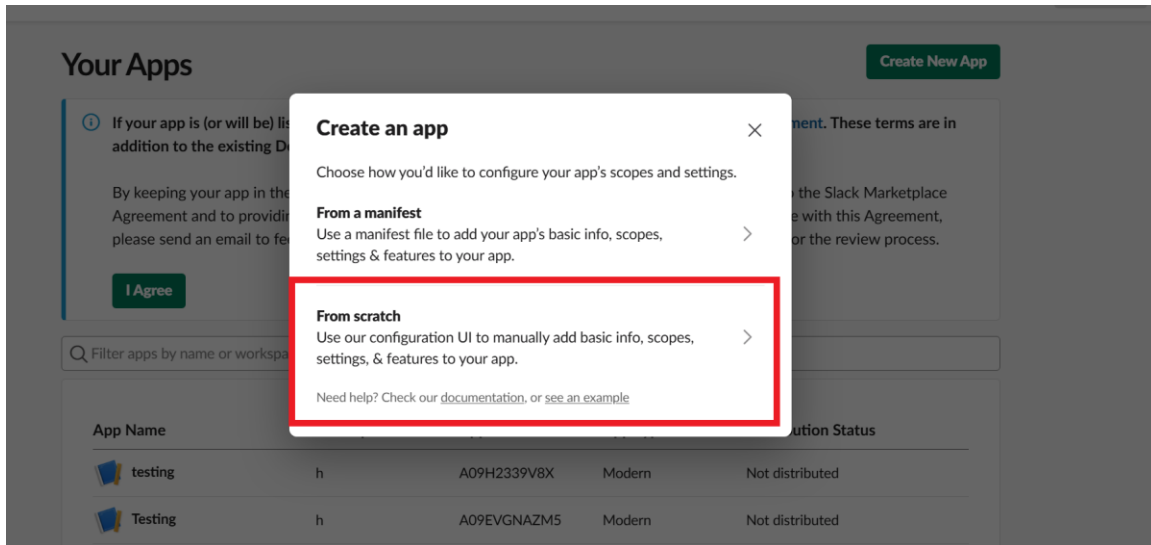 Your Apps
Create New App
If your app is (or will be) lis
ment. These terms are in
addition to the existing D
By keeping your app in the
the Slack Marketplace
Agreement and to providin
e with this Agreement,
please send an email to fee
or the review process.
I Agree
Create an app
Choose how you'd like to configure your app's scopes and settings.
From a manifest
Use a manifest file to add your app's basic info, scopes,
settings & features to your app.
From scratch
Use our configuration UI to manually add basic info, scopes,
settings, & features to your app.
Need help? Check our documentation, or see an example
Filter apps by name or workspa
App Name
ution Status
testing h A09H2339V8X Modern Not distributed
Testing h A09EVGNAZM5 Modern Not distributed